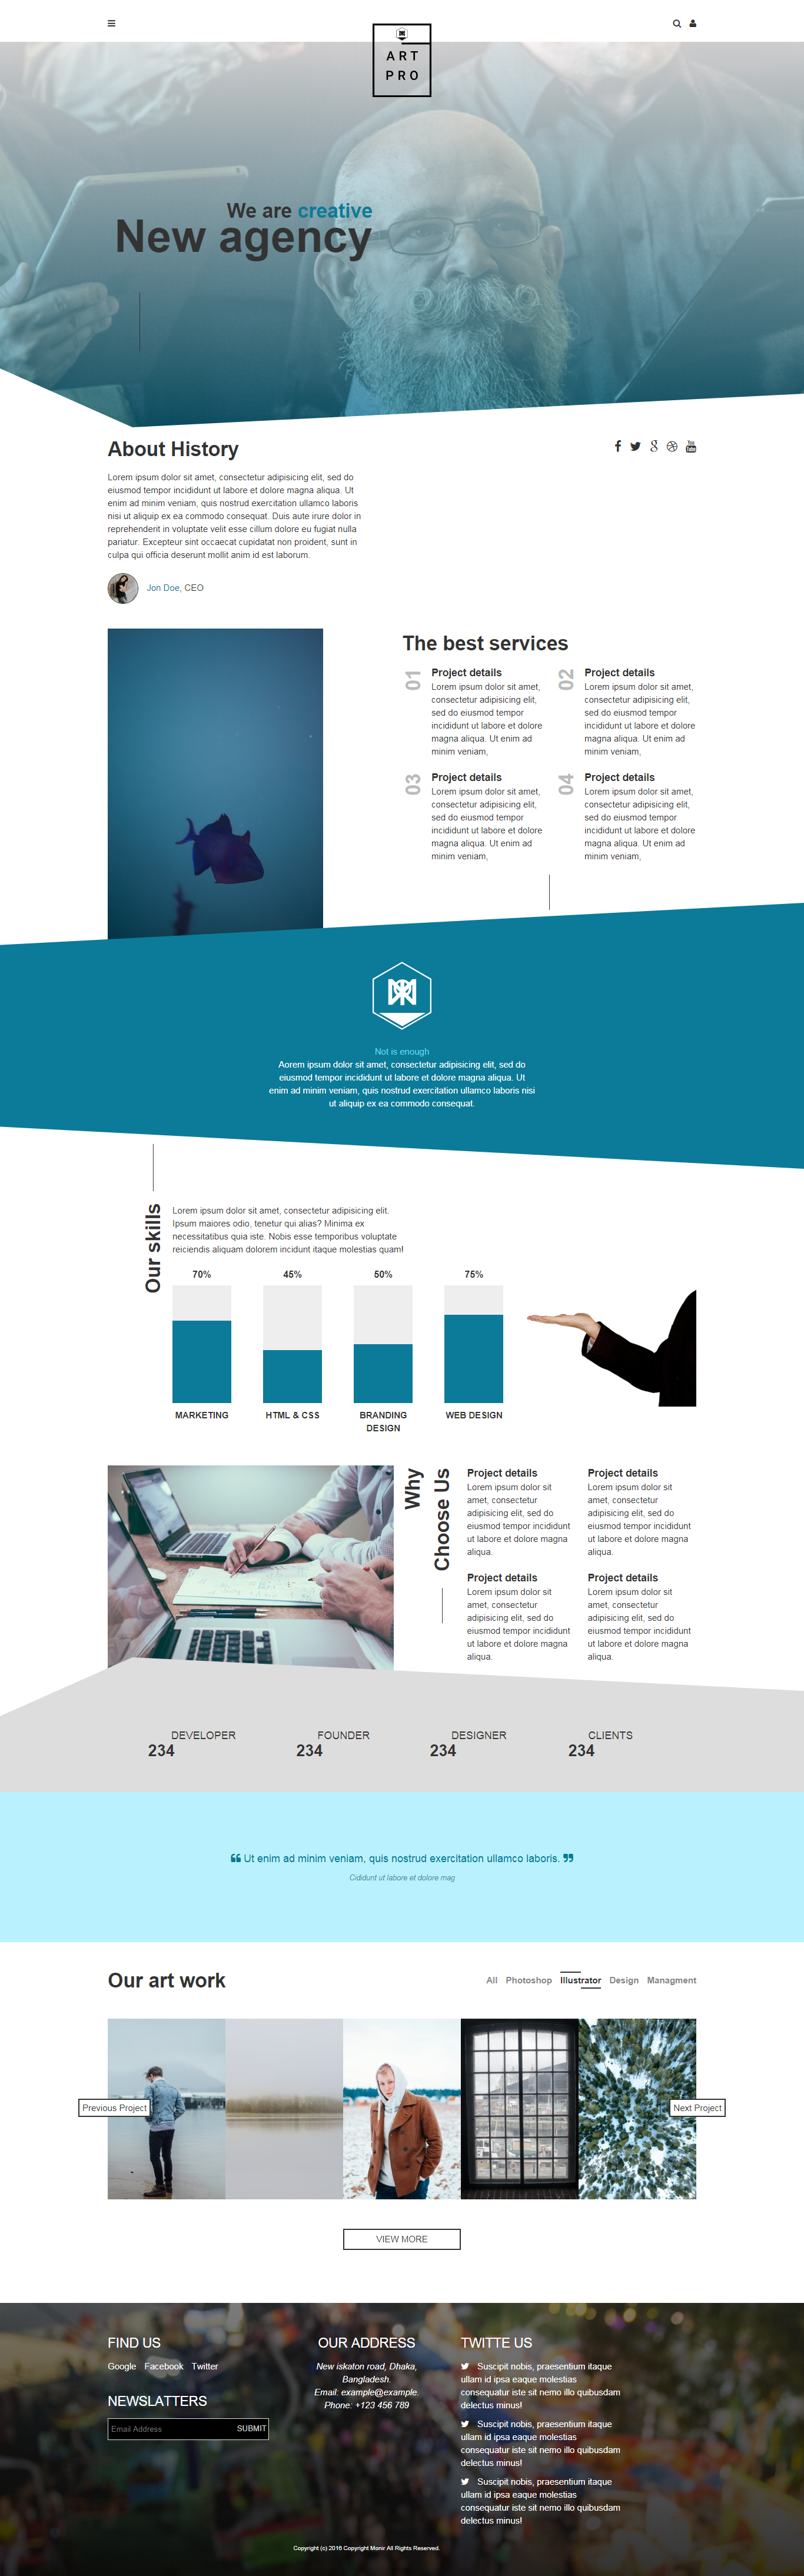 ART
PRO
We are creative
New agency
About History
Lorem ipsum dolor sit amet, consectetur adipisicing elit, sed do
eiusmod tempor incididunt ut labore et dolore magna aliqua. Ut
enim ad minim veniam, quis nostrud exercitation ullamco laboris
nisi ut aliquip ex ea commodo consequat. Duis aute irure dolor in
reprehenderit in voluptate velit esse cillum dolore eu fugiat nulla
pariatur. Excepteur sint occaecat cupidatat non proident, sunt in
culpa qui officia deserunt mollit anim id est laborum.
Jon Doe, CEO
The best services
01
Project details
Lorem ipsum dolor sit amet,
consectetur adipisicing elit,
sed do eiusmod tempor
incididunt ut labore et dolore
magna aliqua. Ut enim ad
minim veniam,
02
Project details
Lorem ipsum dolor sit amet,
consectetur adipisicing elit,
sed do eiusmod tempor
incididunt ut labore et dolore
magna aliqua. Ut enim ad
minim veniam,
03
Project details
Lorem ipsum dolor sit amet,
consectetur adipisicing elit,
sed do eiusmod tempor
incididunt ut labore et dolore
magna aliqua. Ut enim ad
minim veniam,
04
Project details
Lorem ipsum dolor sit amet,
consectetur adipisicing elit,
sed do eiusmod tempor
incididunt ut labore et dolore
magna aliqua. Ut enim ad
minim veniam,
Not is enough
Aorem ipsum dolor sit amet, consectetur adipisicing elit, sed do
eiusmod tempor incididunt ut labore et dolore magna aliqua. Ut
enim ad minim veniam, quis nostrud exercitation ullamco laboris nisi
ut aliquip ex ea commodo consequat.
Our skills
Lorem ipsum dolor sit amet, consectetur adipisicing elit.
Ipsum maiores odio, tenetur qui alias? Minima ex
necessitatibus quia iste. Nobis esse temporibus voluptate
reiciendis aliquam dolorem incidunt itaque molestias quam!
70% 45% 50% 75%
MARKETING HTML & CSS BRANDING WEB DESIGN
DESIGN
Why
Choose Us
Project details
Lorem ipsum dolor sit
amet, consectetur
adipisicing elit, sed do
eiusmod tempor incididunt
ut labore et dolore magna
aliqua.
Project details
Lorem ipsum dolor sit
amet, consectetur
adipisicing elit, sed do
eiusmod tempor incididunt
ut labore et dolore magna
aliqua.
Project details
Lorem ipsum dolor sit
amet, consectetur
adipisicing elit, sed do
eiusmod tempor incididunt
ut labore et dolore magna
aliqua.
Project details
Lorem ipsum dolor sit
amet, consectetur
adipisicing elit, sed do
eiusmod tempor incididunt
ut labore et dolore magna
aliqua.
DEVELOPER FOUNDER DESIGNER CLIENTS
234 234 234 234
“ Ut enim ad minim veniam, quis nostrud exercitation ullamco laboris. ”
Cididunt ut labore et dolore mag
Our art work
All Photoshop Illustrator Design Managment
Previous Project
Next Project
VIEW MORE
FIND US
Google Facebook Twitter
NEWSLATTERS
Email Address SUBMIT
OUR ADDRESS
New iskaton road, Dhaka,
Bangladesh.
Email: example@example.
Phone: +123 456 789
TWITTE US
Suscipit nobis, praesentium itaque
ullam id ipsa eaque molestias
consequatur iste sit nemo illo quibusdam
delectus minus!
Suscipit nobis, praesentium itaque
ullam id ipsa eaque molestias
consequatur iste sit nemo illo quibusdam
delectus minus!
Suscipit nobis, praesentium itaque
ullam id ipsa eaque molestias
consequatur iste sit nemo illo quibusdam
delectus minus!
Copyright (c) 2016 Copyright Monir All Rights Reserved.